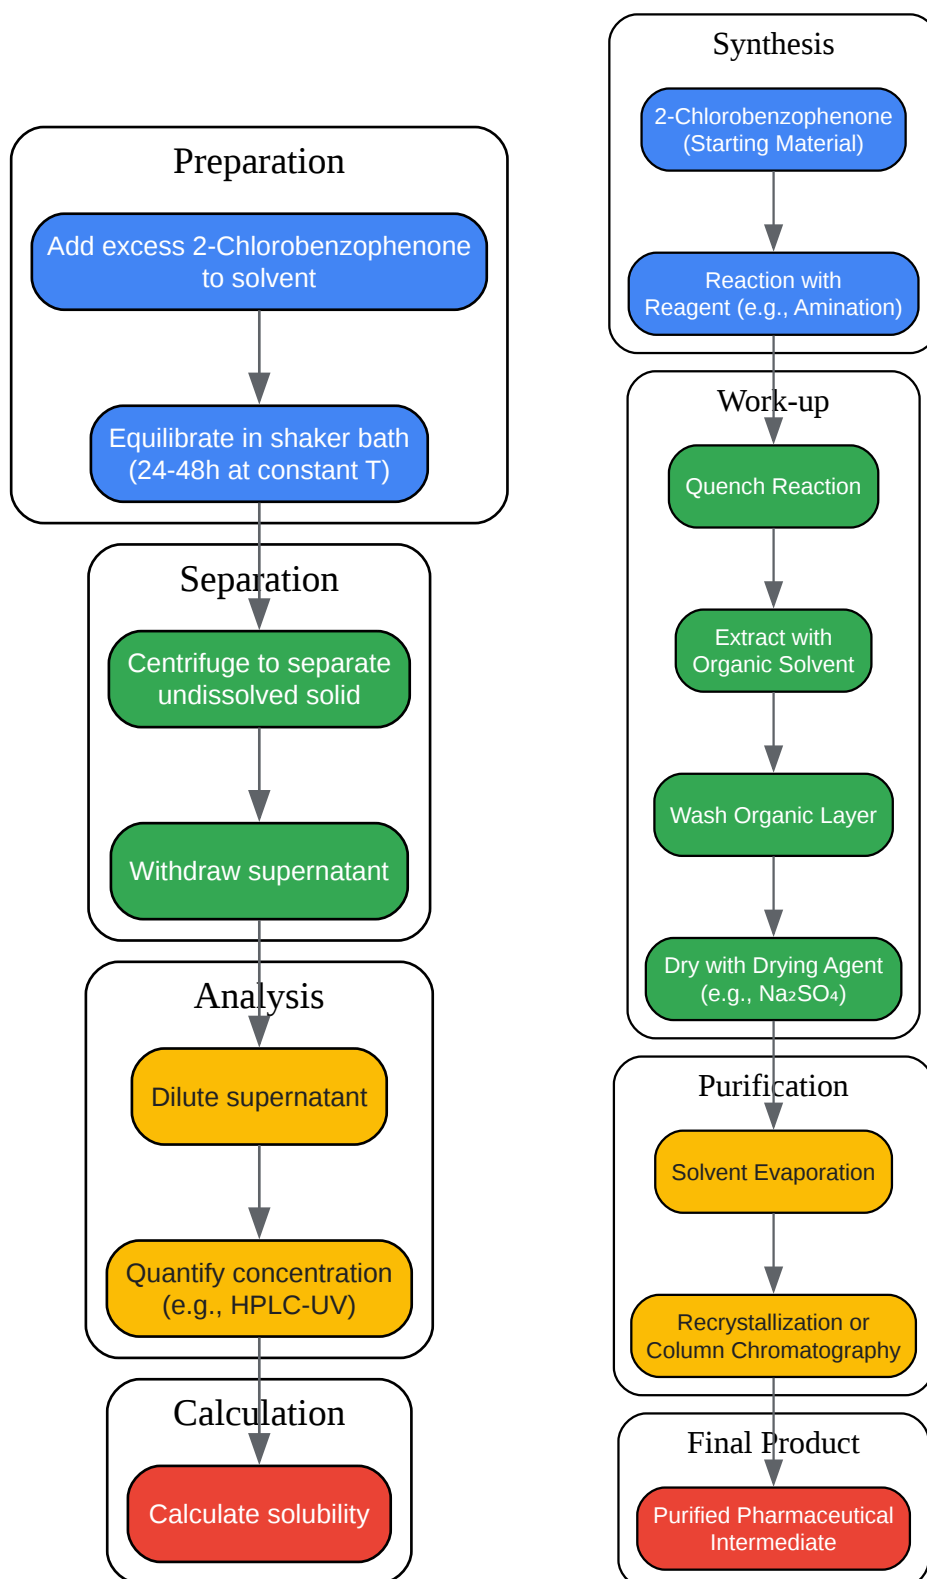 Preparation
Add excess 2-Chlorobenzophenone
to solvent
Equilibrate in shaker bath
(24-48h at constant T)
Separation
Centrifuge to separate
undissolved solid
Withdraw supernatant
Analysis
Dilute supernatant
Quantify concentration
(e.g., HPLC-UV)
Calculation
Calculate solubility
Synthesis
2-Chlorobenzophenone
(Starting Material)
Reaction with
Reagent (e.g., Amination)
Work-up
Quench Reaction
Extract with
Organic Solvent
Wash Organic Layer
Dry with Drying Agent
(e.g., Na₂SO₄)
Purification
Solvent Evaporation
Recrystallization or
Column Chromatography
Final Product
Purified Pharmaceutical
Intermediate